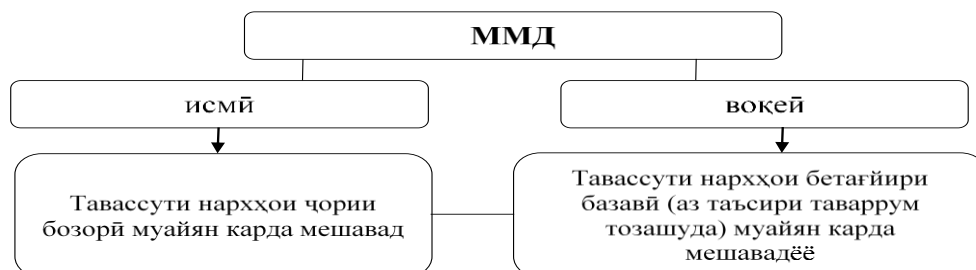 ММД
исмӣ
воқеӣ
Тавассути нархҳои ҷории
бозорӣ муайян карда мешавад
Тавассути нархҳои бетағйири
базавӣ (аз таъсири таваррум
тозашуда) муайян карда
мешавадёё